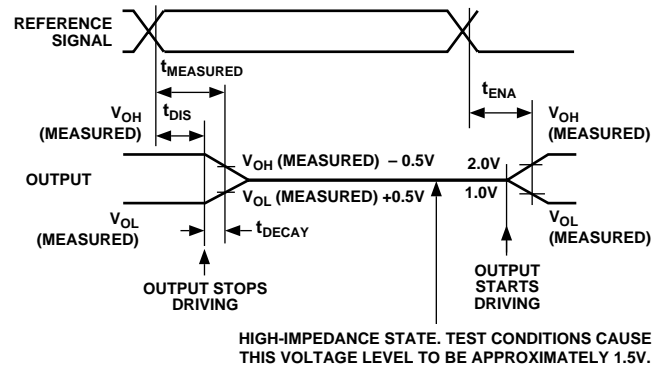 REFERENCE
SIGNAL
tMEASURED
tENA
tDIS
VOH
(MEASURED)
VOH
(MEASURED)
VOH (MEASURED) – 0.5V
2.0V
OUTPUT
VOL (MEASURED) +0.5V
1.0V
VOL
(MEASURED)
tDECAY
VOL
(MEASURED)
OUTPUT STOPS
DRIVING
OUTPUT
STARTS
DRIVING
HIGH-IMPEDANCE STATE. TEST CONDITIONS CAUSE
THIS VOLTAGE LEVEL TO BE APPROXIMATELY 1.5V.